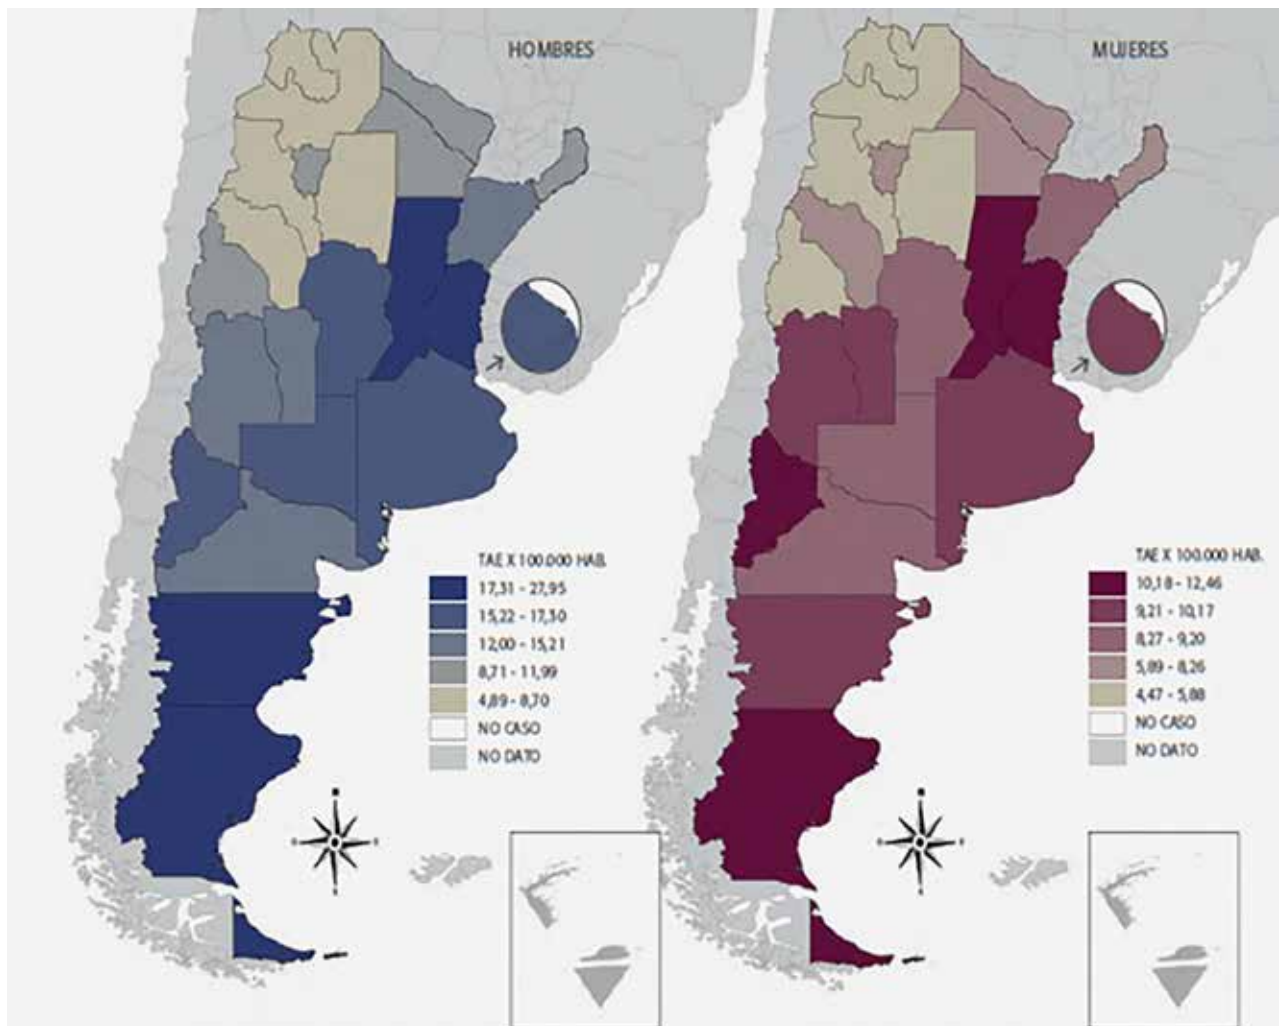 HOMBRES
MUJERES
TAE X 100.000 HAB.
17,31 - 27,95
15,22 - 17,30
12,00 - 15,21
8,71 - 11,99
4,89 - 8,70
NO CASO
NO DATO
TAE X 100.000 HAB.
10,18 - 12,46
9,21 - 10,17
8,27 - 9,20
5,89 - 8,26
4,47 - 5,88
NO CASO
NO DATO